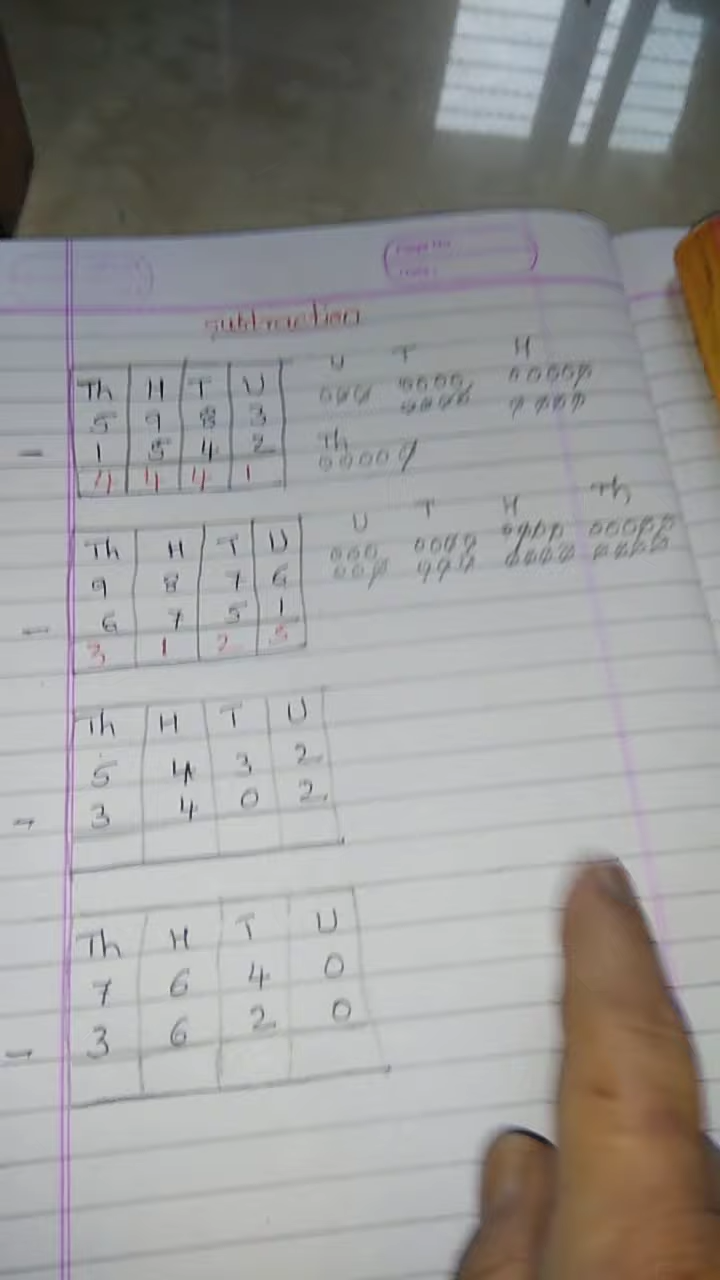 subtraction
Th H T U
5 9 8 3
- 1 5 4 2
4 4 4 1
U T H
Th
Th H T U
9 8 7 6
- 6 7 5 1
3 1 2 5
U T H Th
Th H T U
5 4 3 2
- 3 4 0 2
Th H T U
7 6 4 0
- 3 6 2 0